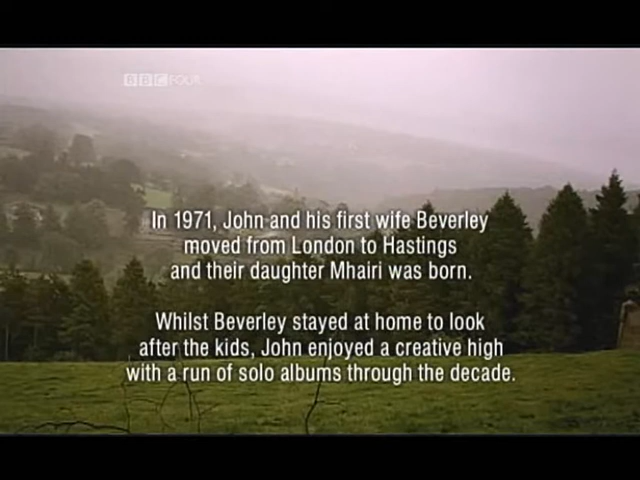 BBC FOUR
In 1971, John and his first wife Beverley
moved from London to Hastings
and their daughter Mhairi was born.
Whilst Beverley stayed at home to look
after the kids, John enjoyed a creative high
with a run of solo albums through the decade.